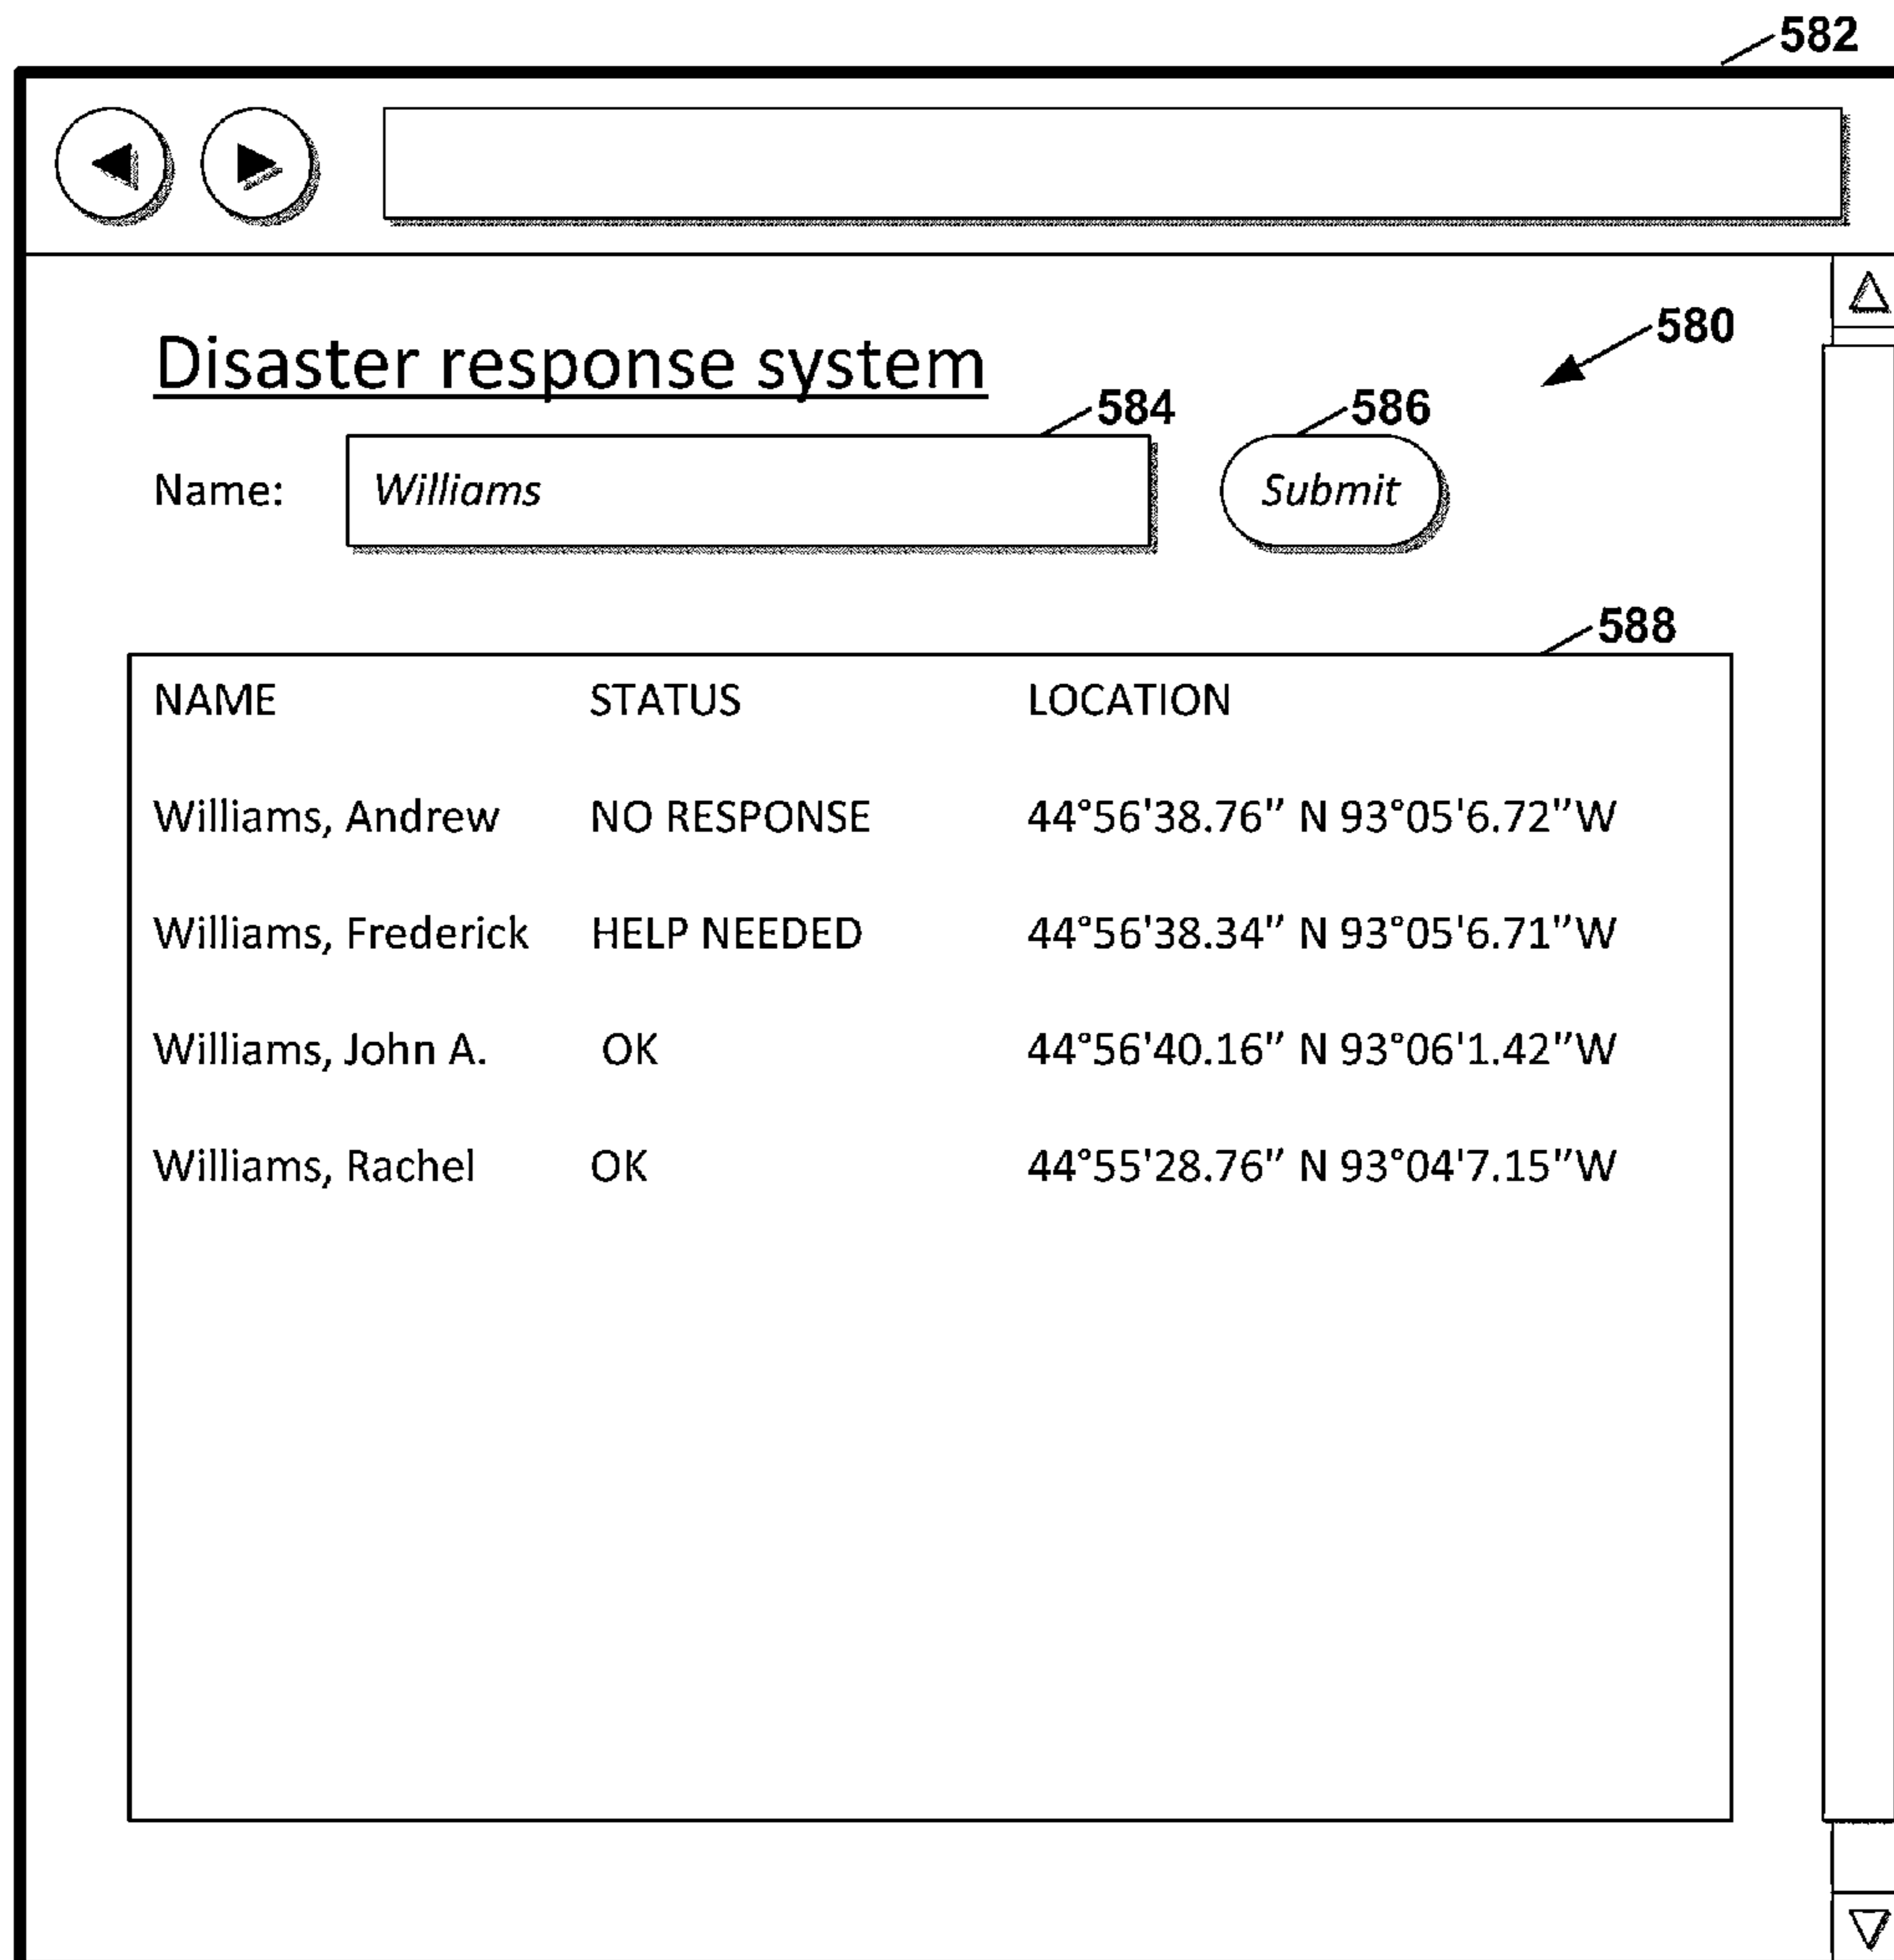 582
580
Disaster response system
584
586
Name: Williams Submit
588
NAME STATUS LOCATION
Williams, Andrew NO RESPONSE 44°56'38.76" N 93°05'6.72"W
Williams, Frederick HELP NEEDED 44°56'38.34" N 93°05'6.71"W
Williams, John A. OK 44°56'40.16" N 93°06'1.42"W
Williams, Rachel OK 44°55'28.76" N 93°04'7.15"W